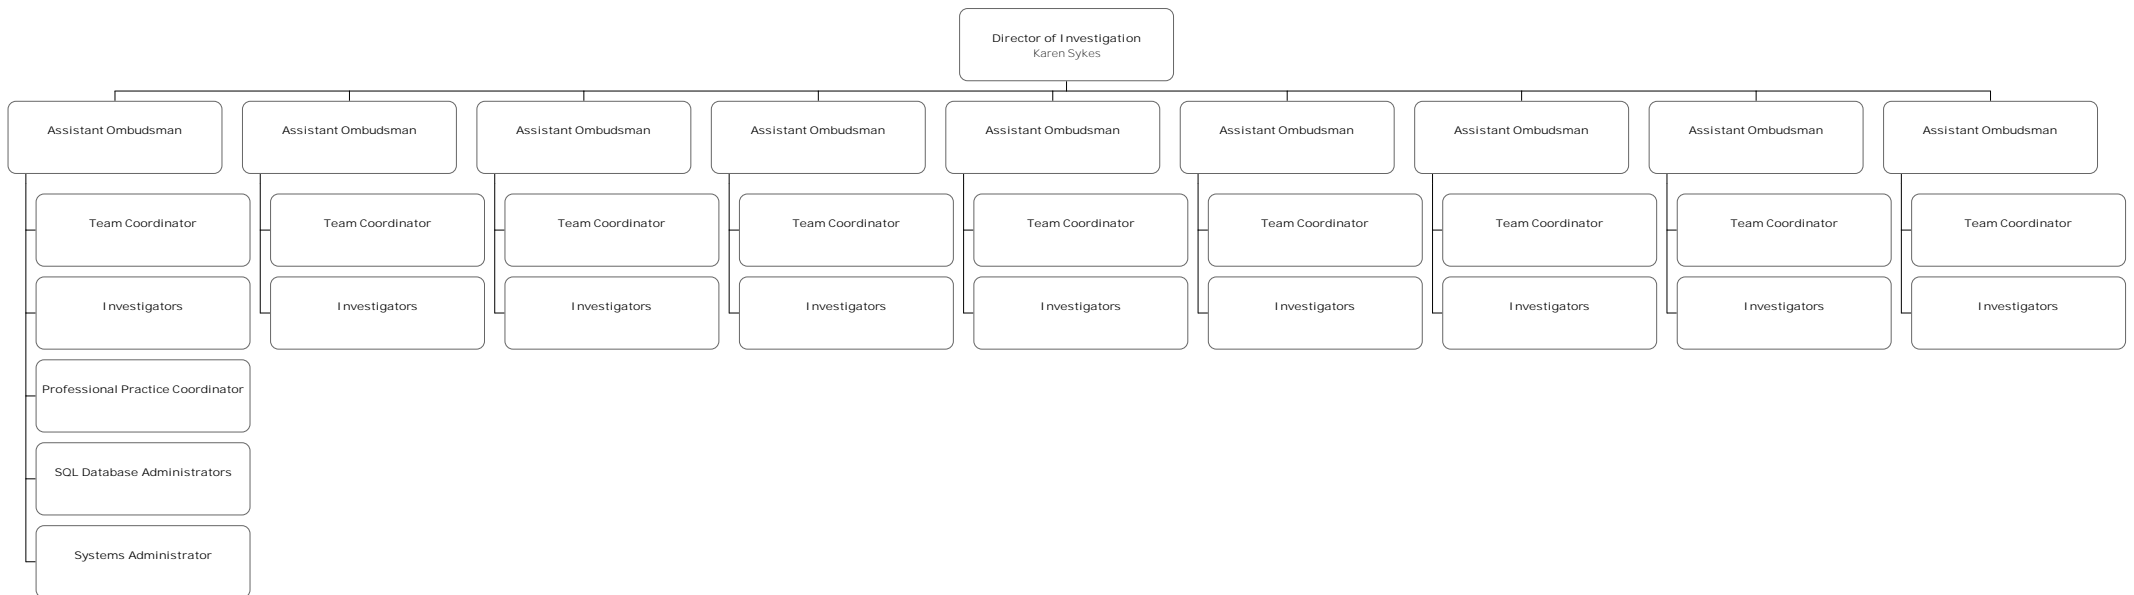 Director of Investigation
Karen Sykes
Assistant Ombudsman
Assistant Ombudsman
Assistant Ombudsman
Assistant Ombudsman
Assistant Ombudsman
Assistant Ombudsman
Assistant Ombudsman
Assistant Ombudsman
Assistant Ombudsman
Team Coordinator
Team Coordinator
Team Coordinator
Team Coordinator
Team Coordinator
Team Coordinator
Team Coordinator
Team Coordinator
Team Coordinator
Investigators
Investigators
Investigators
Investigators
Investigators
Investigators
Investigators
Investigators
Investigators
Professional Practice Coordinator
SQL Database Administrators
Systems Administrator